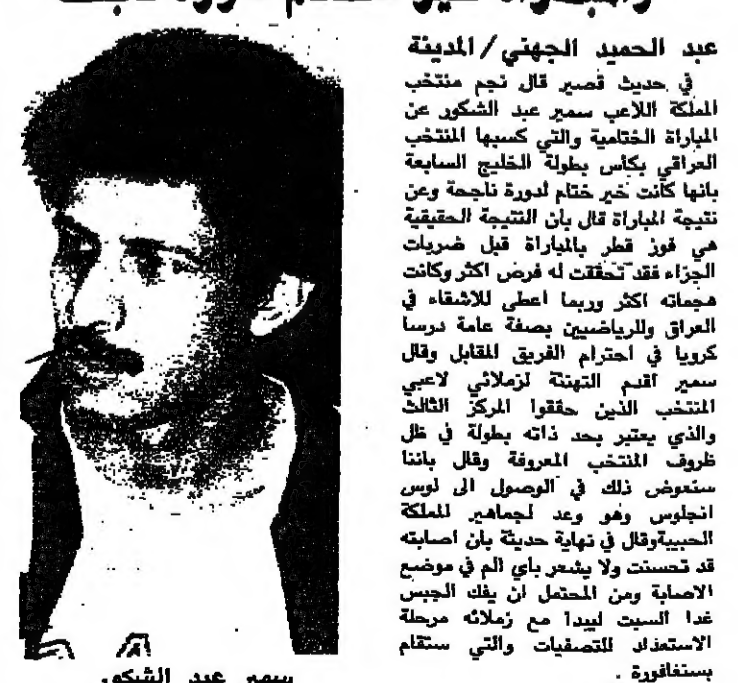 عبد الحميد الجهني/المدينة
في حديث قصير قال نجم منتخب
المملكة اللاعب سمير عبد الشكور عن
المباراة الختامية والتي كسبها المنتخب
العراقي بكأس بطولة الخليج السابعة
بانها كانت خير ختام لدورة ناجحة وعن
نتيجة المباراة قال بأن النتيجة الحقيقية
هي فوز قطر بالمباراة قبل ضربات
الجزاء فقد تحققت له فرص اكثر وكانت
هجماته اكثر وربما اعطى للاشقاء في
العراق وللرياضيين بصفة عامة درسا
كرويا في احترام الفريق المقابل وقال
سمير اقدم التهنئة لزملائي لاعبي
المنتخب الذين حققوا المركز الثالث
والذي يعتبر بحد ذاته بطولة في ظل
ظروف المنتخب المعروفة وقال باننا
سنعوض ذلك في الوصول الى لوس
انجلوس وهو وعد لجماهير المملكة
الحبيبةوقال في نهاية حديثة بان اصابته
قد تحسنت ولا يشعر بأي الم في موضع
الاصابة ومن المحتمل ان يفك الجبس
غدا السبت ليبدا مع زملائه مرحلة
الاستعداد للتصفيات والتي ستقام
بستغافورة .
سمير عبد الشكور